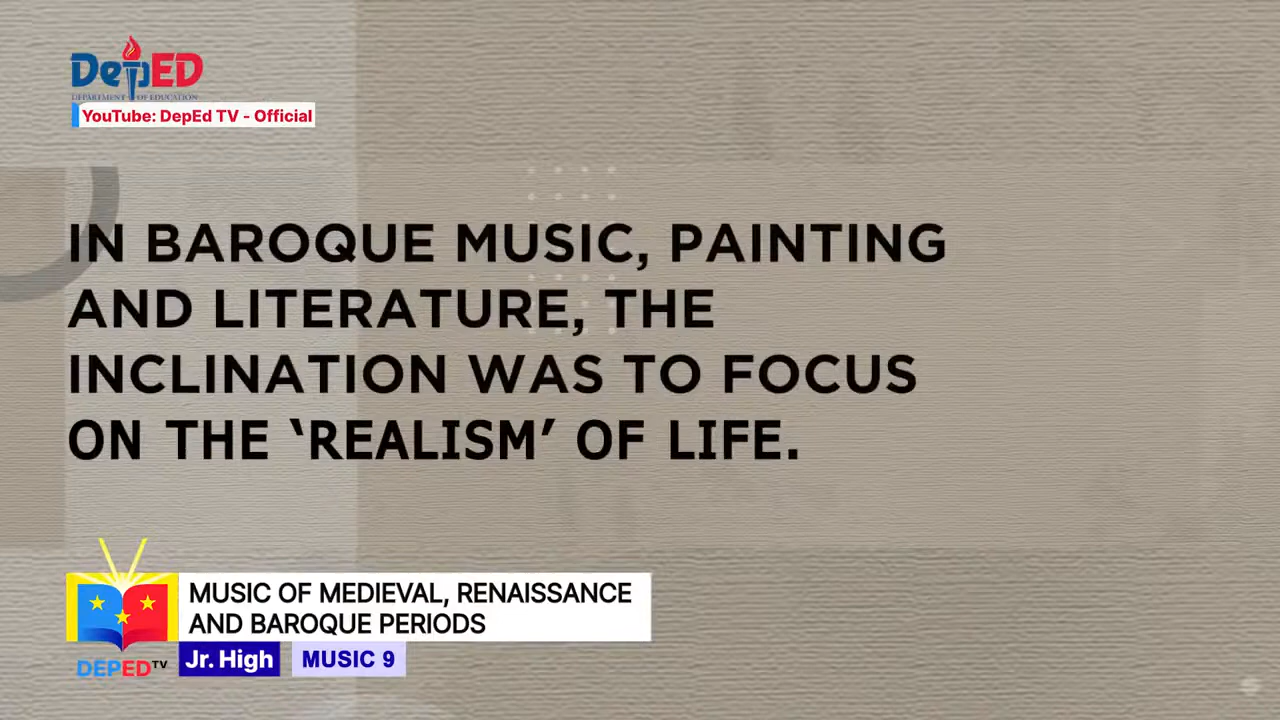 DepED
DEPARTMENT OF EDUCATION
YouTube: DepEd TV - Official
IN BAROQUE MUSIC, PAINTING
AND LITERATURE, THE
INCLINATION WAS TO FOCUS
ON THE ‘REALISM’ OF LIFE.
MUSIC OF MEDIEVAL, RENAISSANCE
AND BAROQUE PERIODS
DEPED TV
Jr. High
MUSIC 9